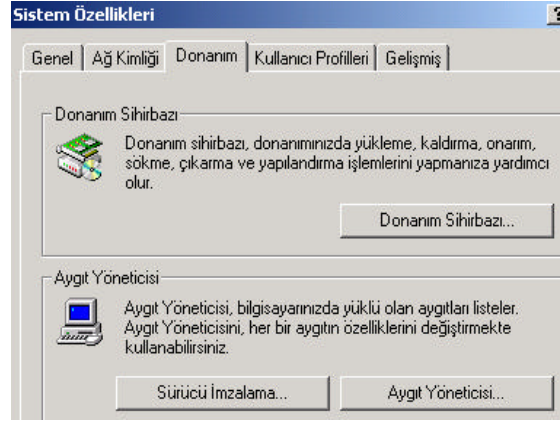 Sistem Özellikleri
Genel Ağ Kimliği Donanım Kullanıcı Profilleri Gelişmiş
Donanım Sihirbazı
Donanım sihirbazı, donanımınızda yükleme, kaldırma, onarım,
sökme, çıkarma ve yapılandırma işlemlerini yapmanıza yardımcı
olur.
Donanım Sihirbazı...
Aygıt Yöneticisi
Aygıt Yöneticisi, bilgisayarınızda yüklü olan aygıtları listeler.
Aygıt Yöneticisini, her bir aygıtın özelliklerini değiştirmekte
kullanabilirsiniz.
Sürücü İmzalama... Aygıt Yöneticisi...